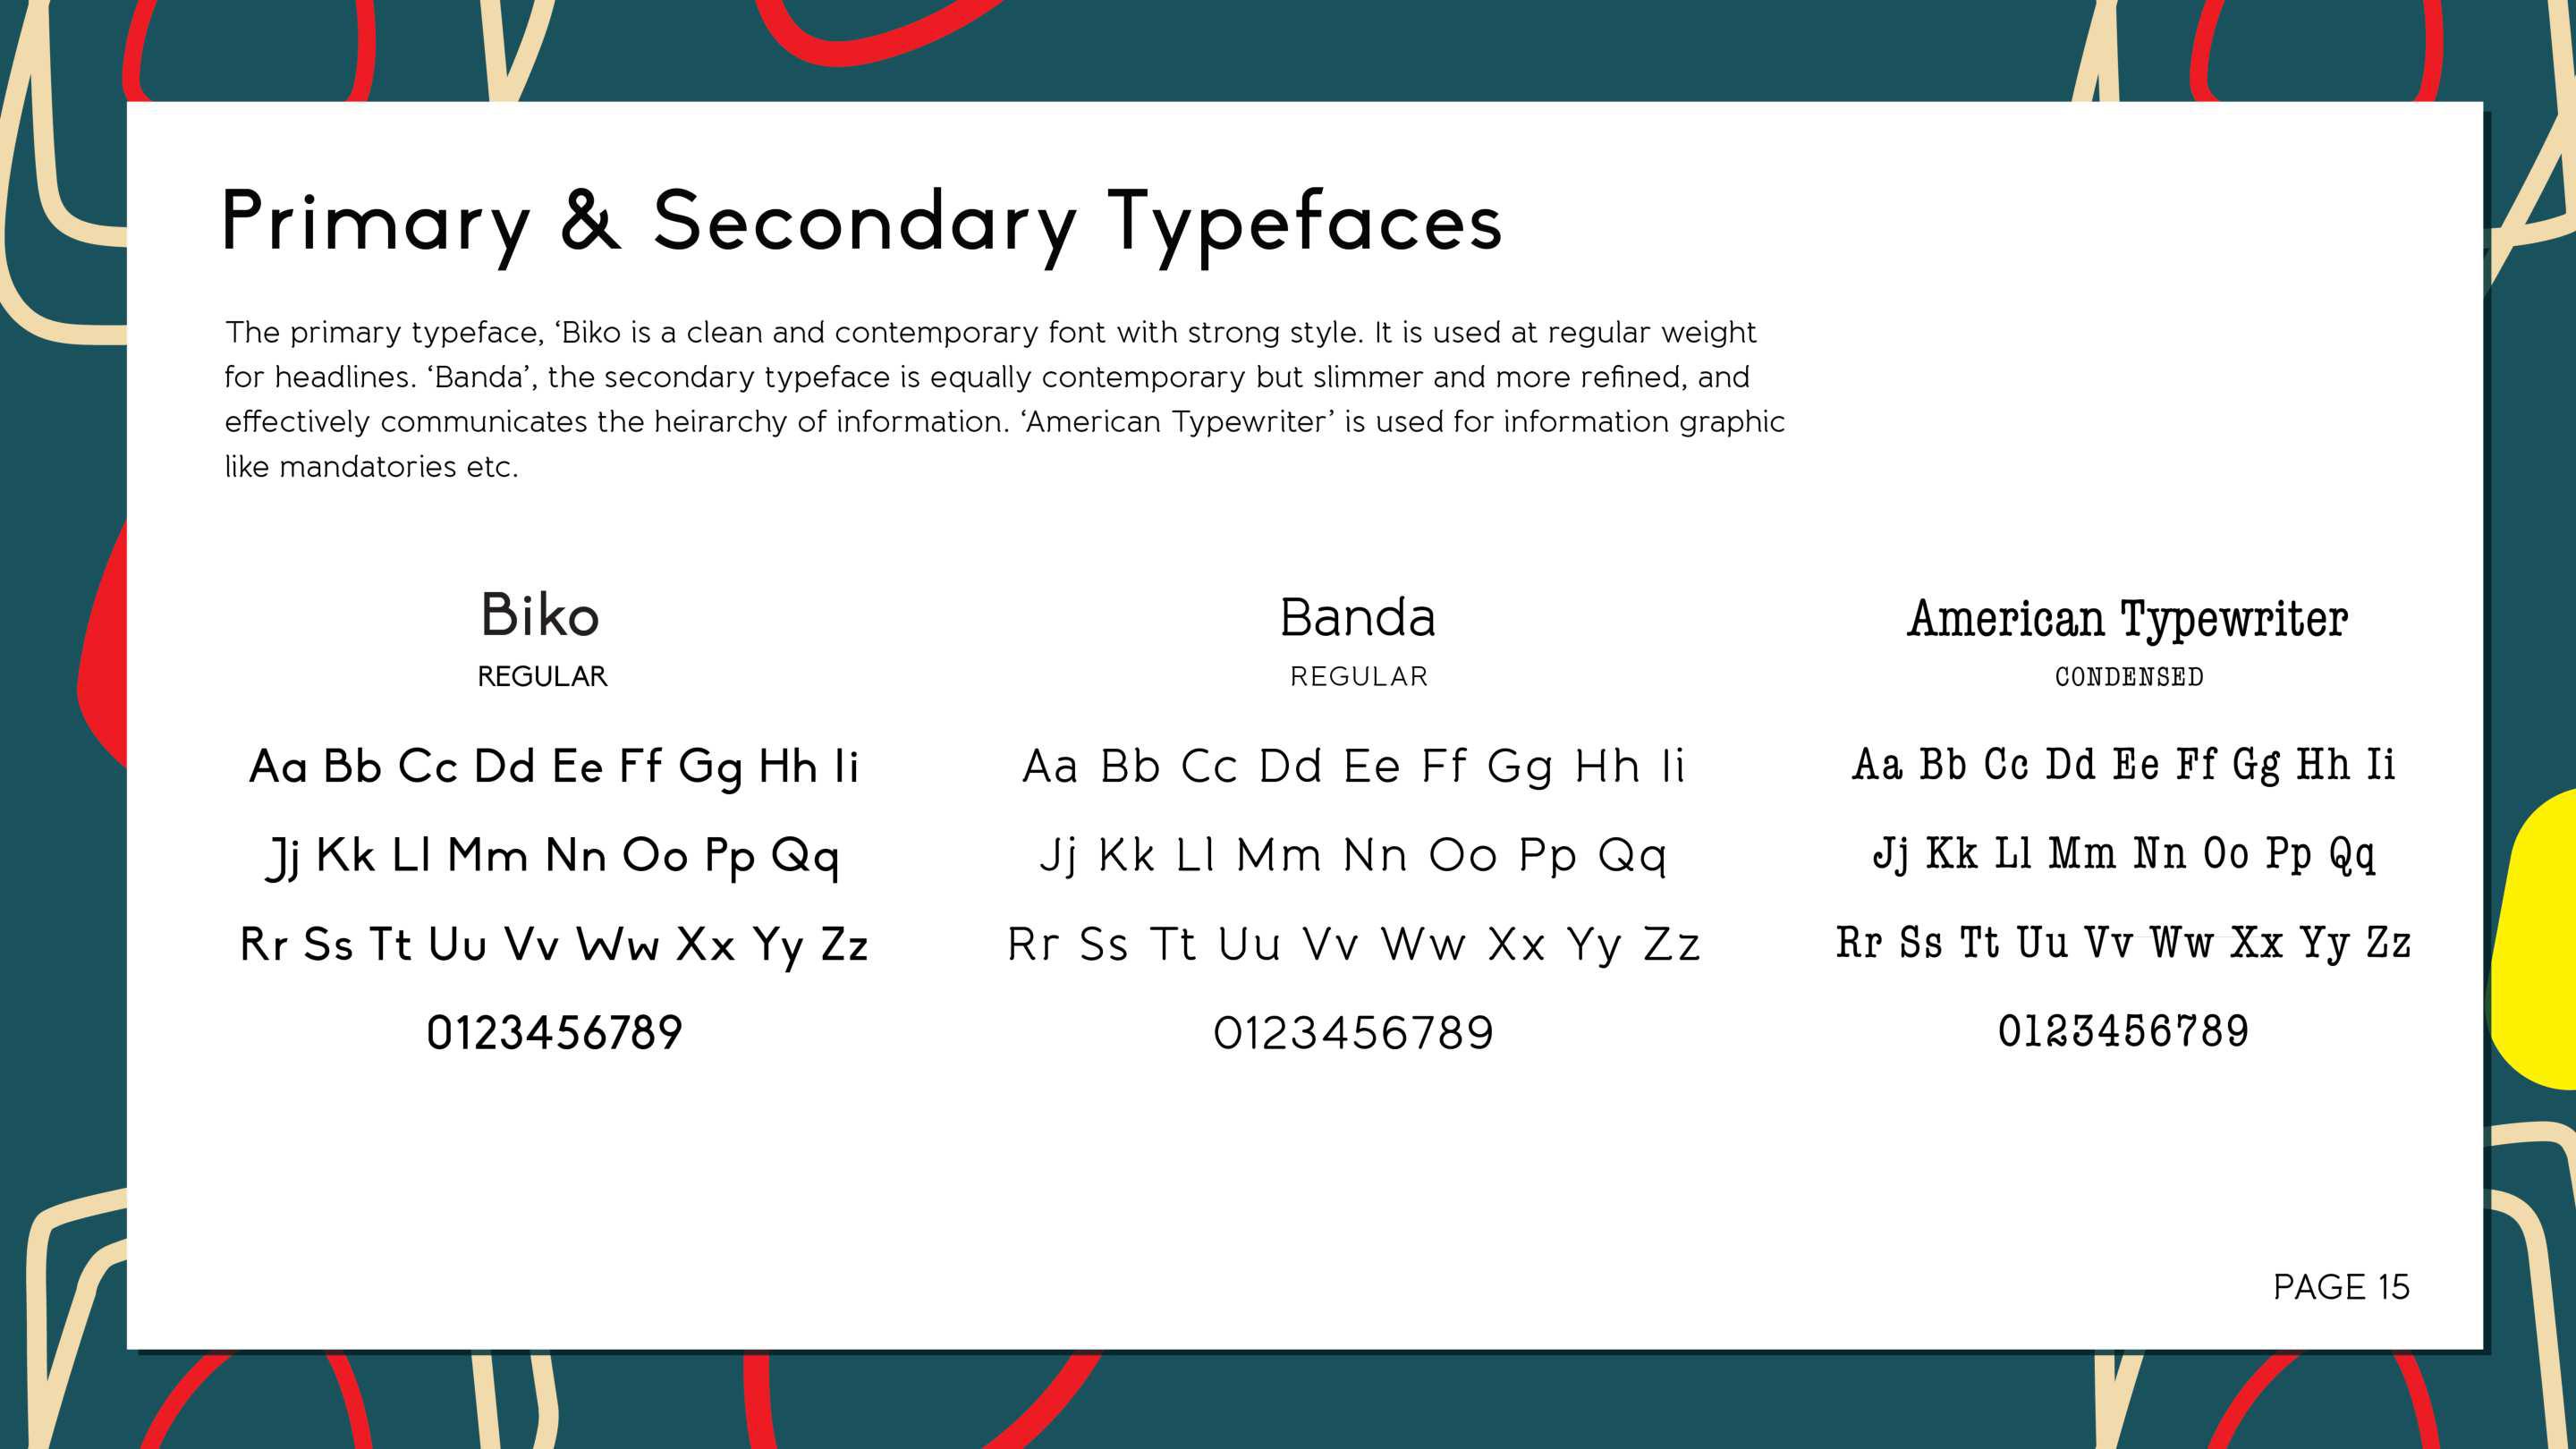 Primary & Secondary Typefaces
The primary typeface, ‘Biko is a clean and contemporary font with strong style. It is used at regular weight
for headlines. ‘Banda’, the secondary typeface is equally contemporary but slimmer and more refined, and
effectively communicates the heirarchy of information. ‘American Typewriter’ is used for information graphic
like mandatories etc.
Biko
REGULAR
Aa Bb Cc Dd Ee Ff Gg Hh Ii
Jj Kk Ll Mm Nn Oo Pp Qq
Rr Ss Tt Uu Vv Ww Xx Yy Zz
0123456789
Banda
REGULAR
Aa Bb Cc Dd Ee Ff Gg Hh Ii
Jj Kk Ll Mm Nn Oo Pp Qq
Rr Ss Tt Uu Vv Ww Xx Yy Zz
0123456789
American Typewriter
CONDENSED
Aa Bb Cc Dd Ee Ff Gg Hh Ii
Jj Kk Ll Mm Nn Oo Pp Qq
Rr Ss Tt Uu Vv Ww Xx Yy Zz
0123456789
PAGE 15